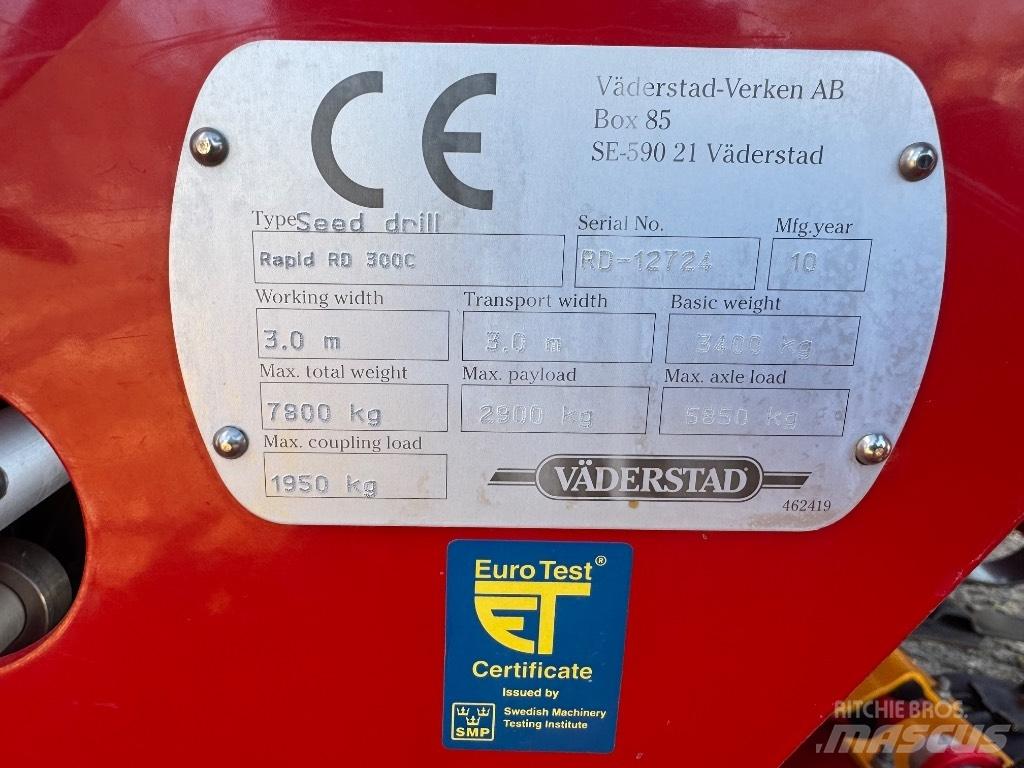 CE
Väderstad-Verken AB
Box 85
SE-590 21 Väderstad
Type Seed drill
Serial No.
Mfg.year
Rapid RD 300C
RD-12724
10
Working width
Transport width
Basic weight
3.0 m
3.0 m
3400 kg
Max. total weight
Max. payload
Max. axle load
7800 kg
2900 kg
5850 kg
Max. coupling load
1950 kg
VÄDERSTAD
462419
Euro Test®
ET
Certificate
Issued by
Swedish Machinery
Testing Institute
SMP
RITCHIE BROS.
MASCUS